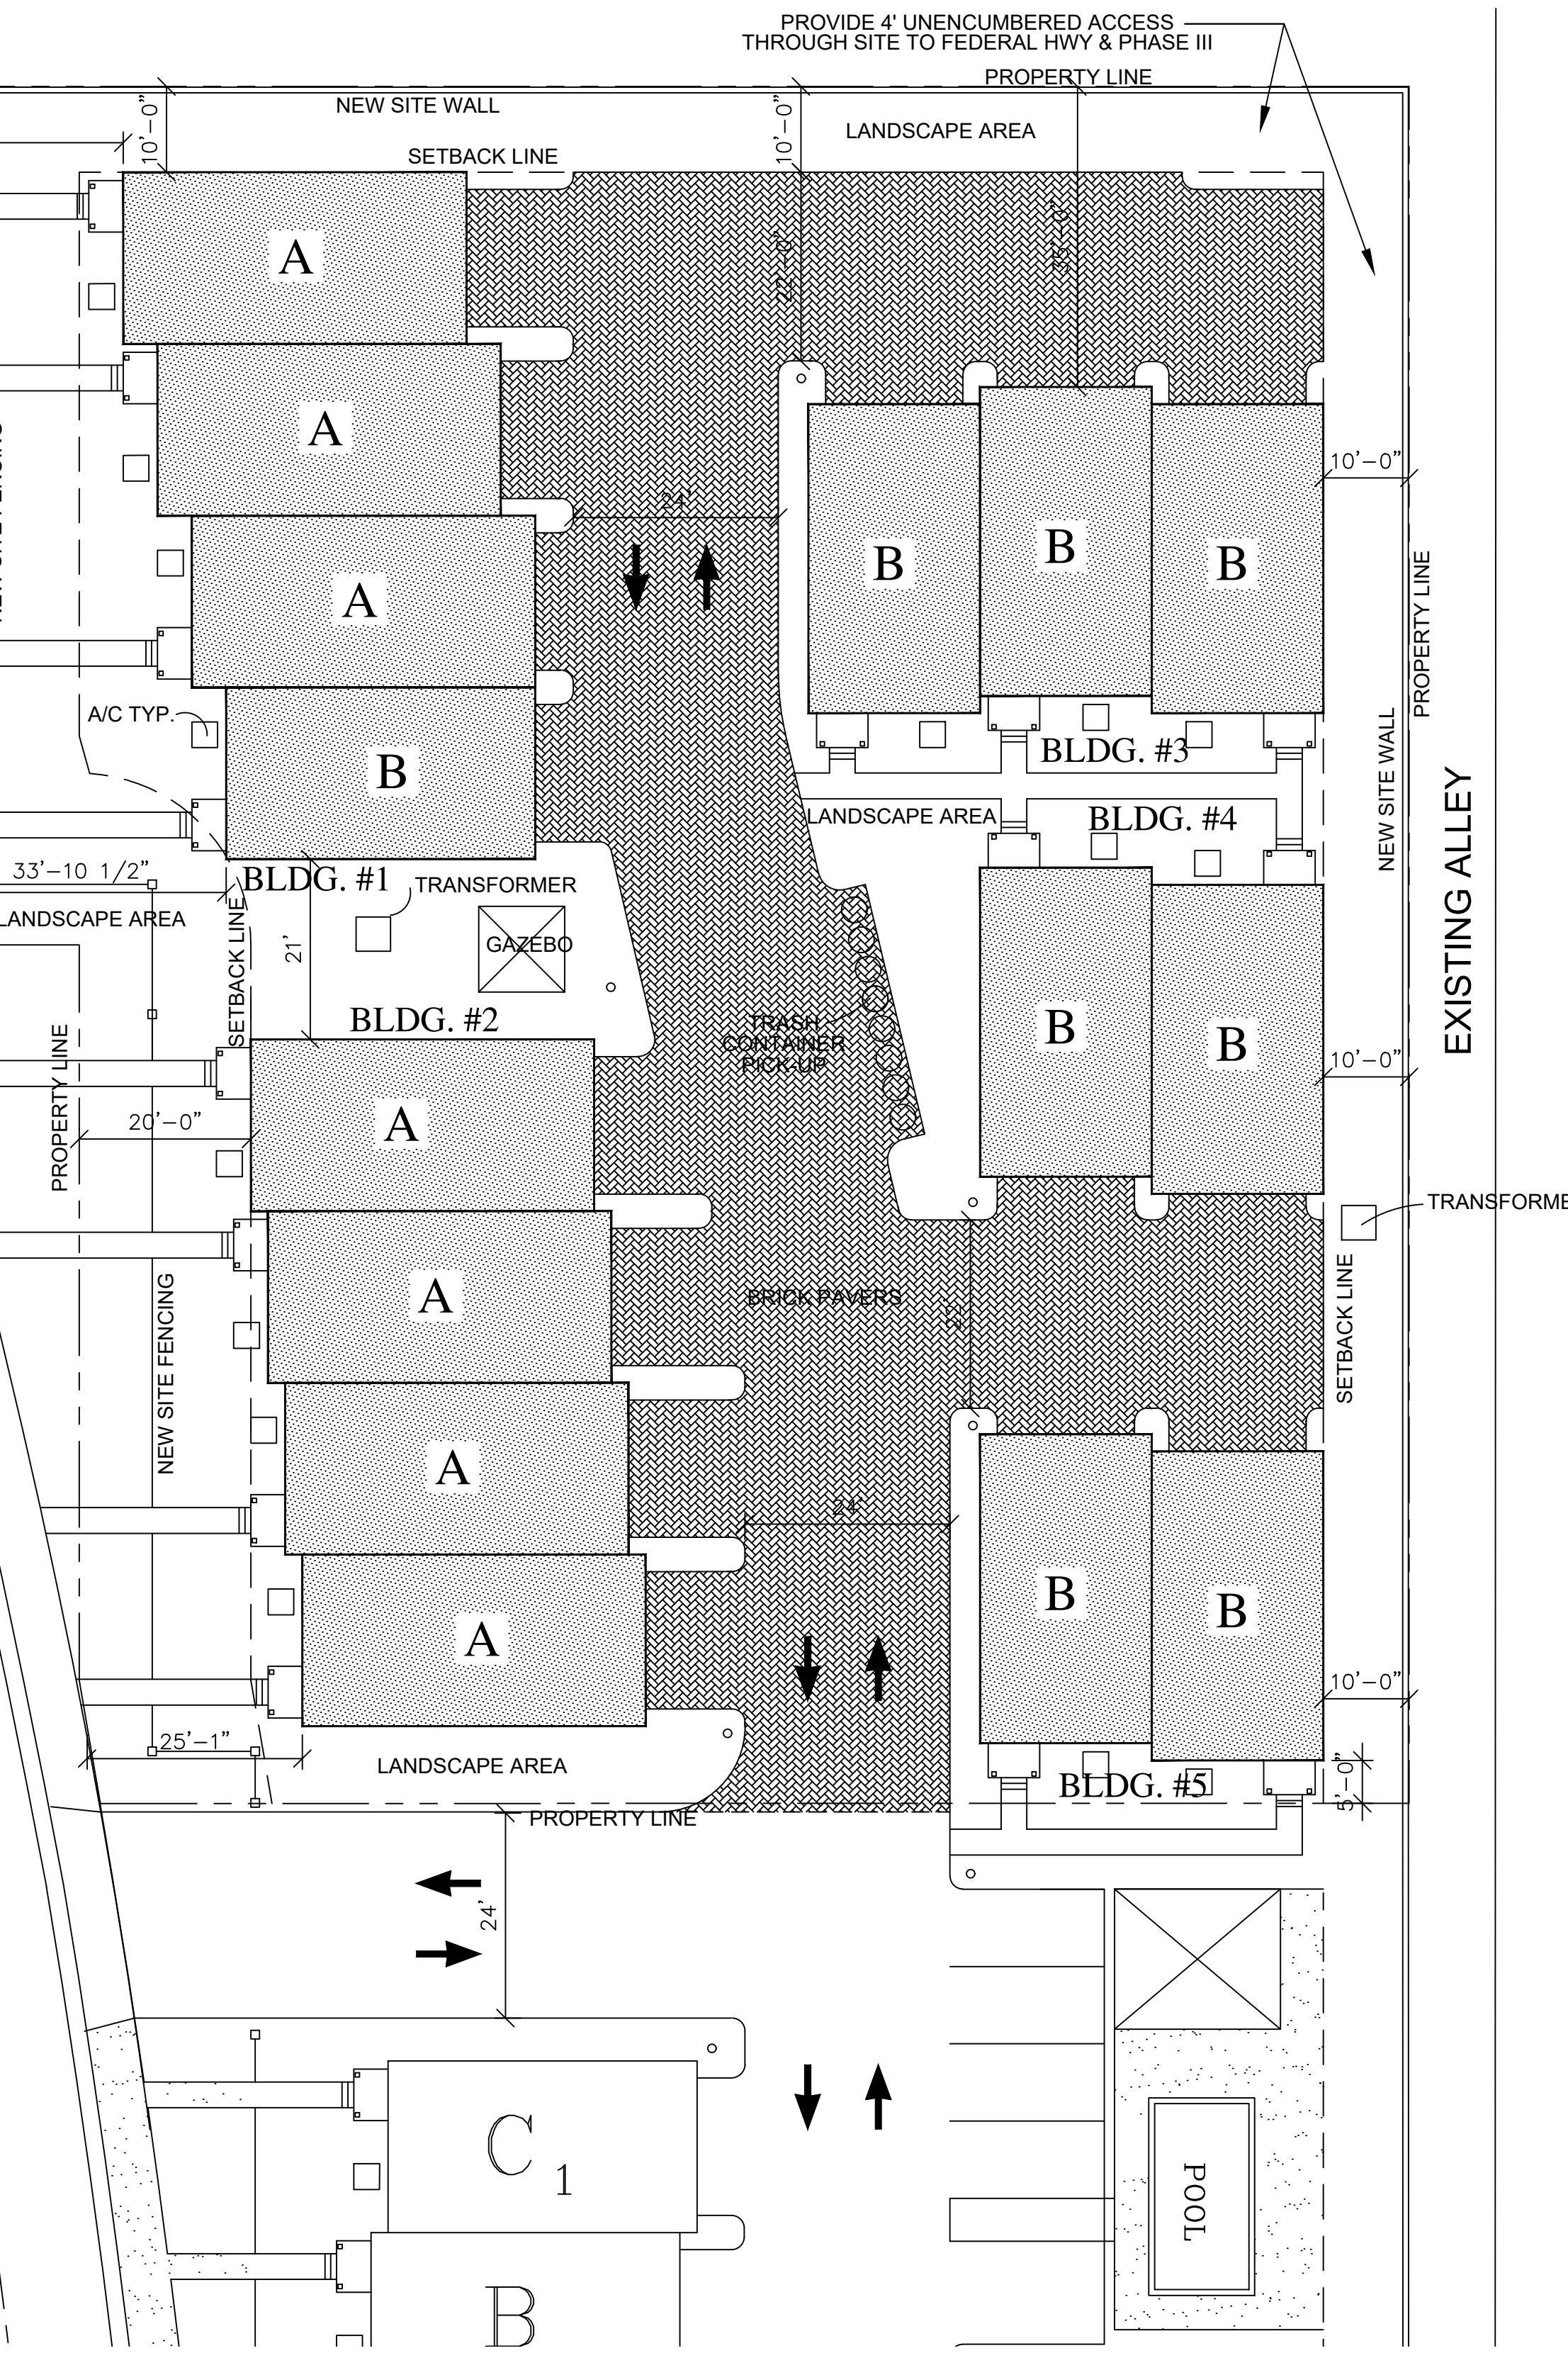 PROVIDE 4' UNENCUMBERED ACCESS
THROUGH SITE TO FEDERAL HWY & PHASE III
PROPERTY LINE
NEW SITE WALL
10'-0"
10'-0"
LANDSCAPE AREA
SETBACK LINE
A
22'-0"
35'-0"
A
10'-0"
24'
B
B
B
A
PROPERTY LINE
A/C TYP.
B
BLDG. #3
NEW SITE WALL
LANDSCAPE AREA
BLDG. #4
EXISTING ALLEY
33'-10 1/2"
BLDG. #1
TRANSFORMER
LANDSCAPE AREA
SETBACK LINE
21'
GAZEBO
BLDG. #2
TRASH
CONTAINER
PICK-UP
B
B
10'-0"
PROPERTY LINE
20'-0"
A
TRANSFORME
NEW SITE FENCING
A
BRICK PAVERS
22'
SETBACK LINE
A
24'
B
B
A
10'-0"
25'-1"
LANDSCAPE AREA
BLDG. #5
5'-0"
PROPERTY LINE
24'
C 1
POOL
B